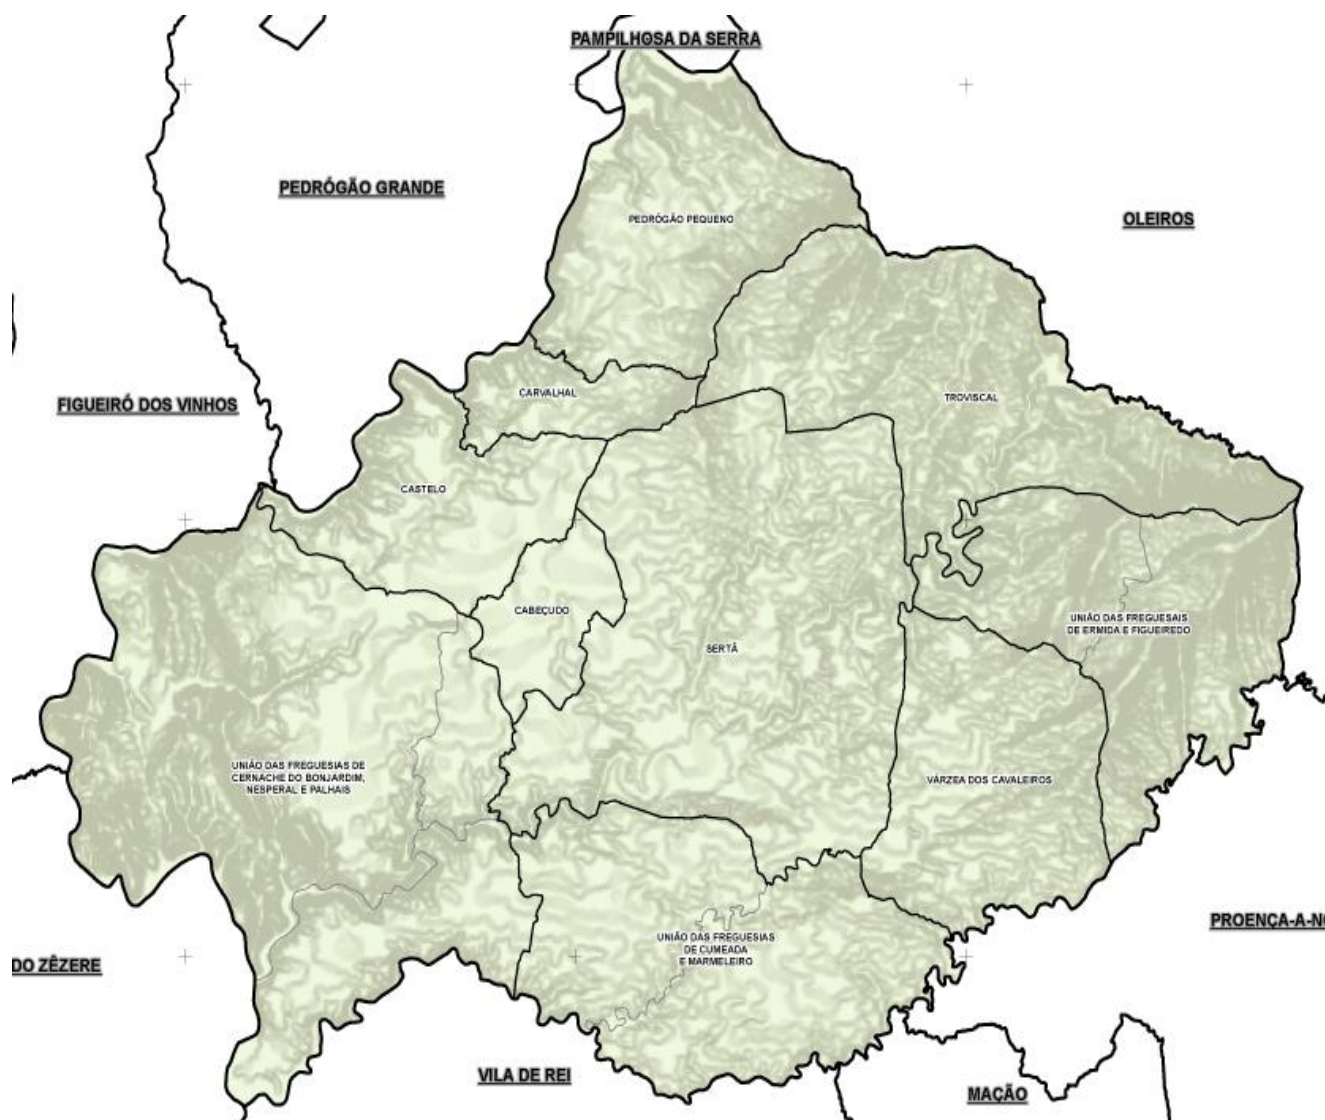 PAMPILHOSA DA SERRA
PEDRÓGÃO GRANDE
PEDRÓGÃO PEQUENO
OLEIROS
CARVALHAL
TROVISCAL
FIGUEIRÓ DOS VINHOS
CASTELO
CABEÇUDO
UNIÃO DAS FREGUESAIS
DE ERMIDA E FIGUEIREDO
SERTÃ
UNIÃO DAS FREGUESIAS DE
CERNACHE DO BONJARDIM,
NESPERAL E PALHAIS
VÁRZEA DOS CAVALEIROS
PROENÇA-A-N
UNIÃO DAS FREGUESIAS
DE CUMEADA
E MARMELEIRO
DO ZÊZERE
VILA DE REI
MAÇÃO